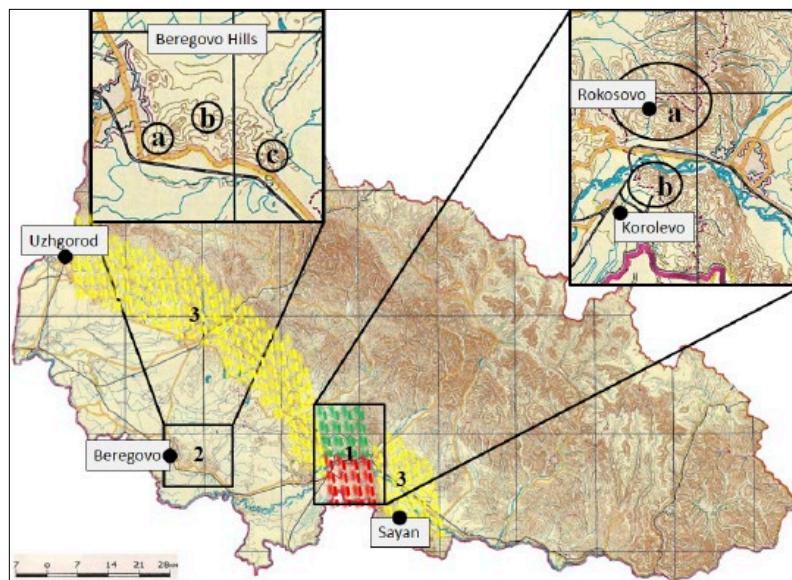 Beregovo Hills
a
b
c
Rokosovo
a
b
Korolevo
Uzhgorod
3
Beregovo
2
1
3
Sayan
7 0 7 14 21 28